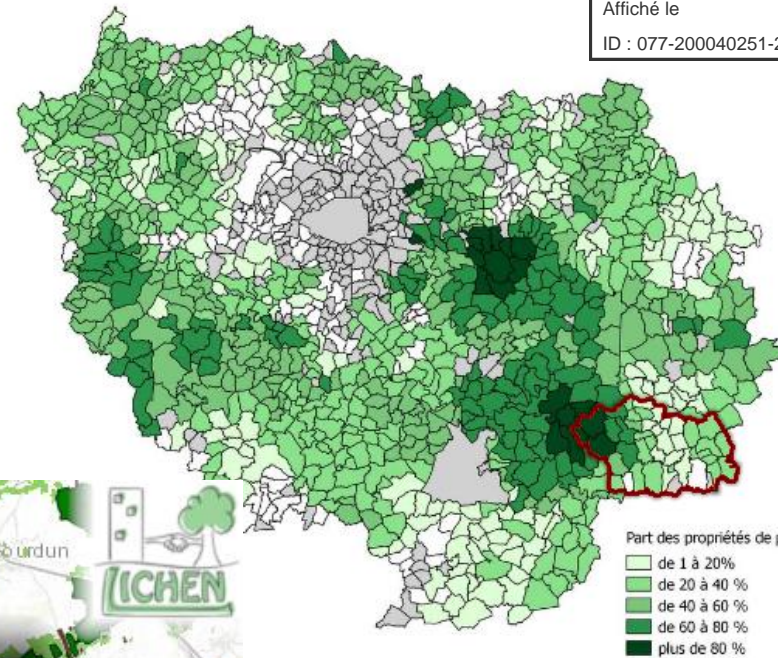 Affiché le
ID : 077-200040251-2
ourdun
LICHEN
Part des propriétés de p
de 1 à 20%
de 20 à 40 %
de 40 à 60 %
de 60 à 80 %
plus de 80 %